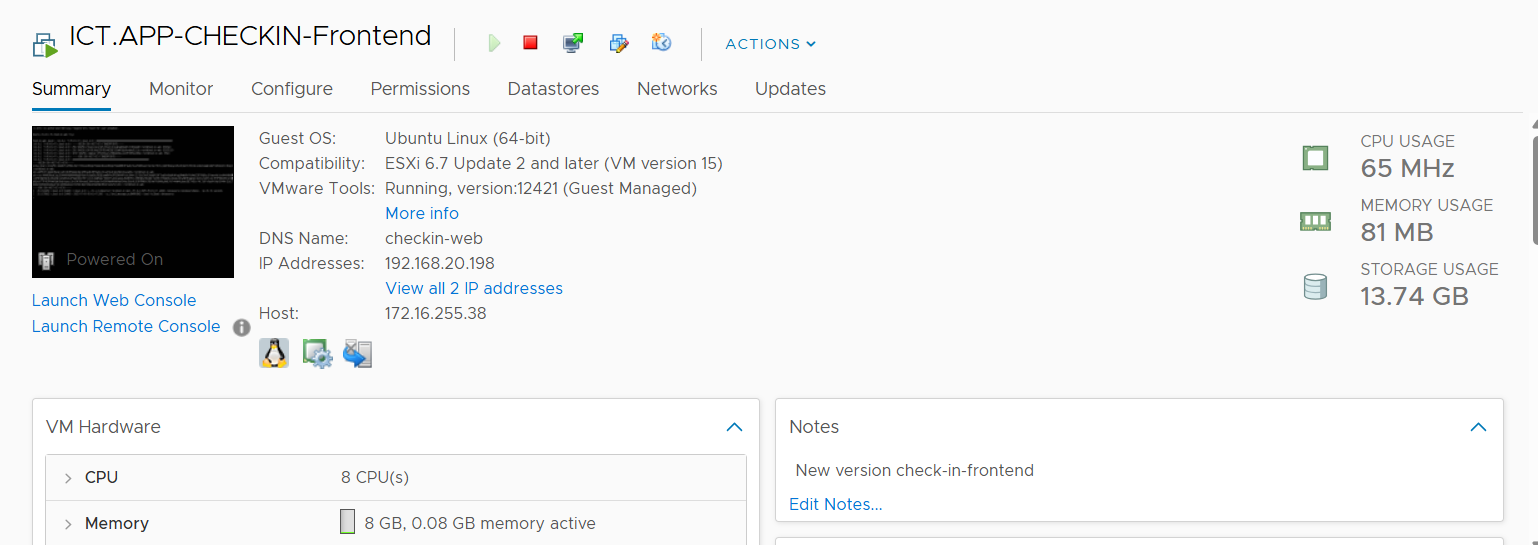 ICT.APP-CHECKIN-Frontend
ACTIONS
Summary Monitor Configure Permissions Datastores Networks Updates
Powered On
Launch Web Console
Launch Remote Console
Guest OS: Ubuntu Linux (64-bit)
Compatibility: ESXi 6.7 Update 2 and later (VM version 15)
VMware Tools: Running, version:12421 (Guest Managed)
More info
DNS Name: checkin-web
IP Addresses: 192.168.20.198
View all 2 IP addresses
Host: 172.16.255.38
CPU USAGE
65 MHz
MEMORY USAGE
81 MB
STORAGE USAGE
13.74 GB
VM Hardware
CPU 8 CPU(s)
Memory 8 GB, 0.08 GB memory active
Notes
New version check-in-frontend
Edit Notes...